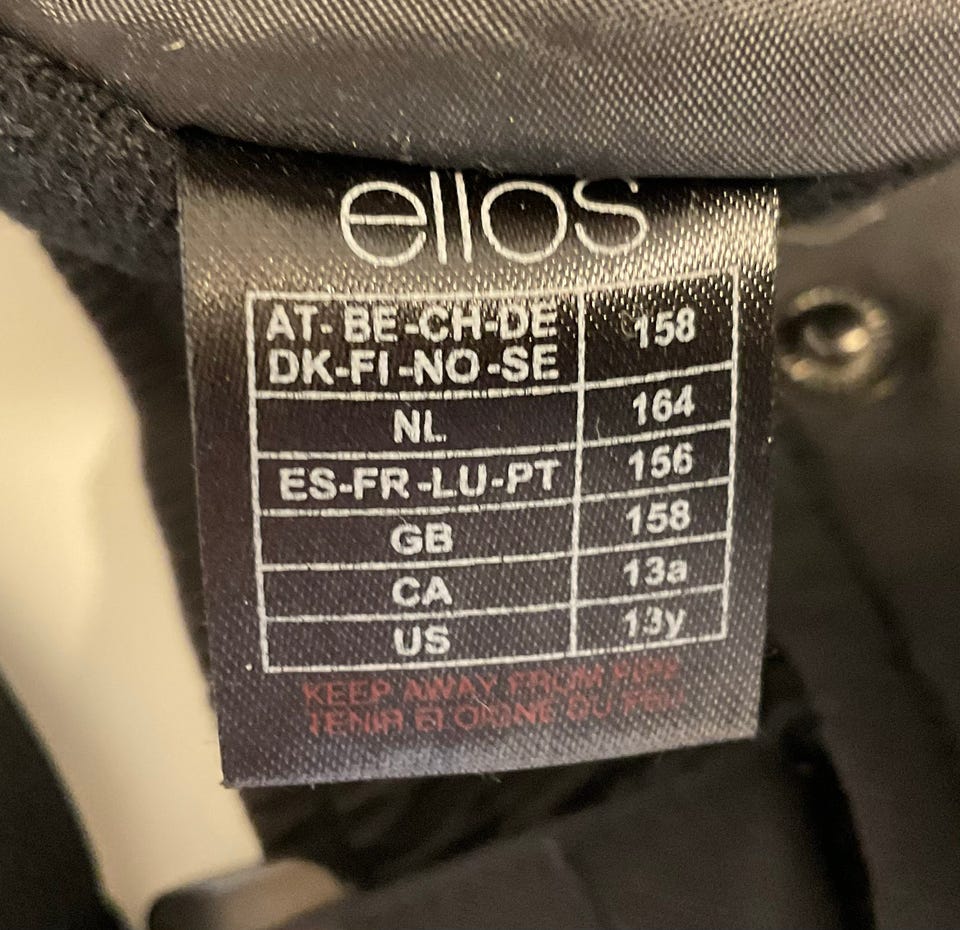 ellos
AT-BE-CH-DE 158
DK-FI-NO-SE
NL 164
ES-FR-LU-PT 156
GB 158
CA 13a
US 13y
KEEP AWAY FROM FIRE
TENIR ELOIGNE DU FEU